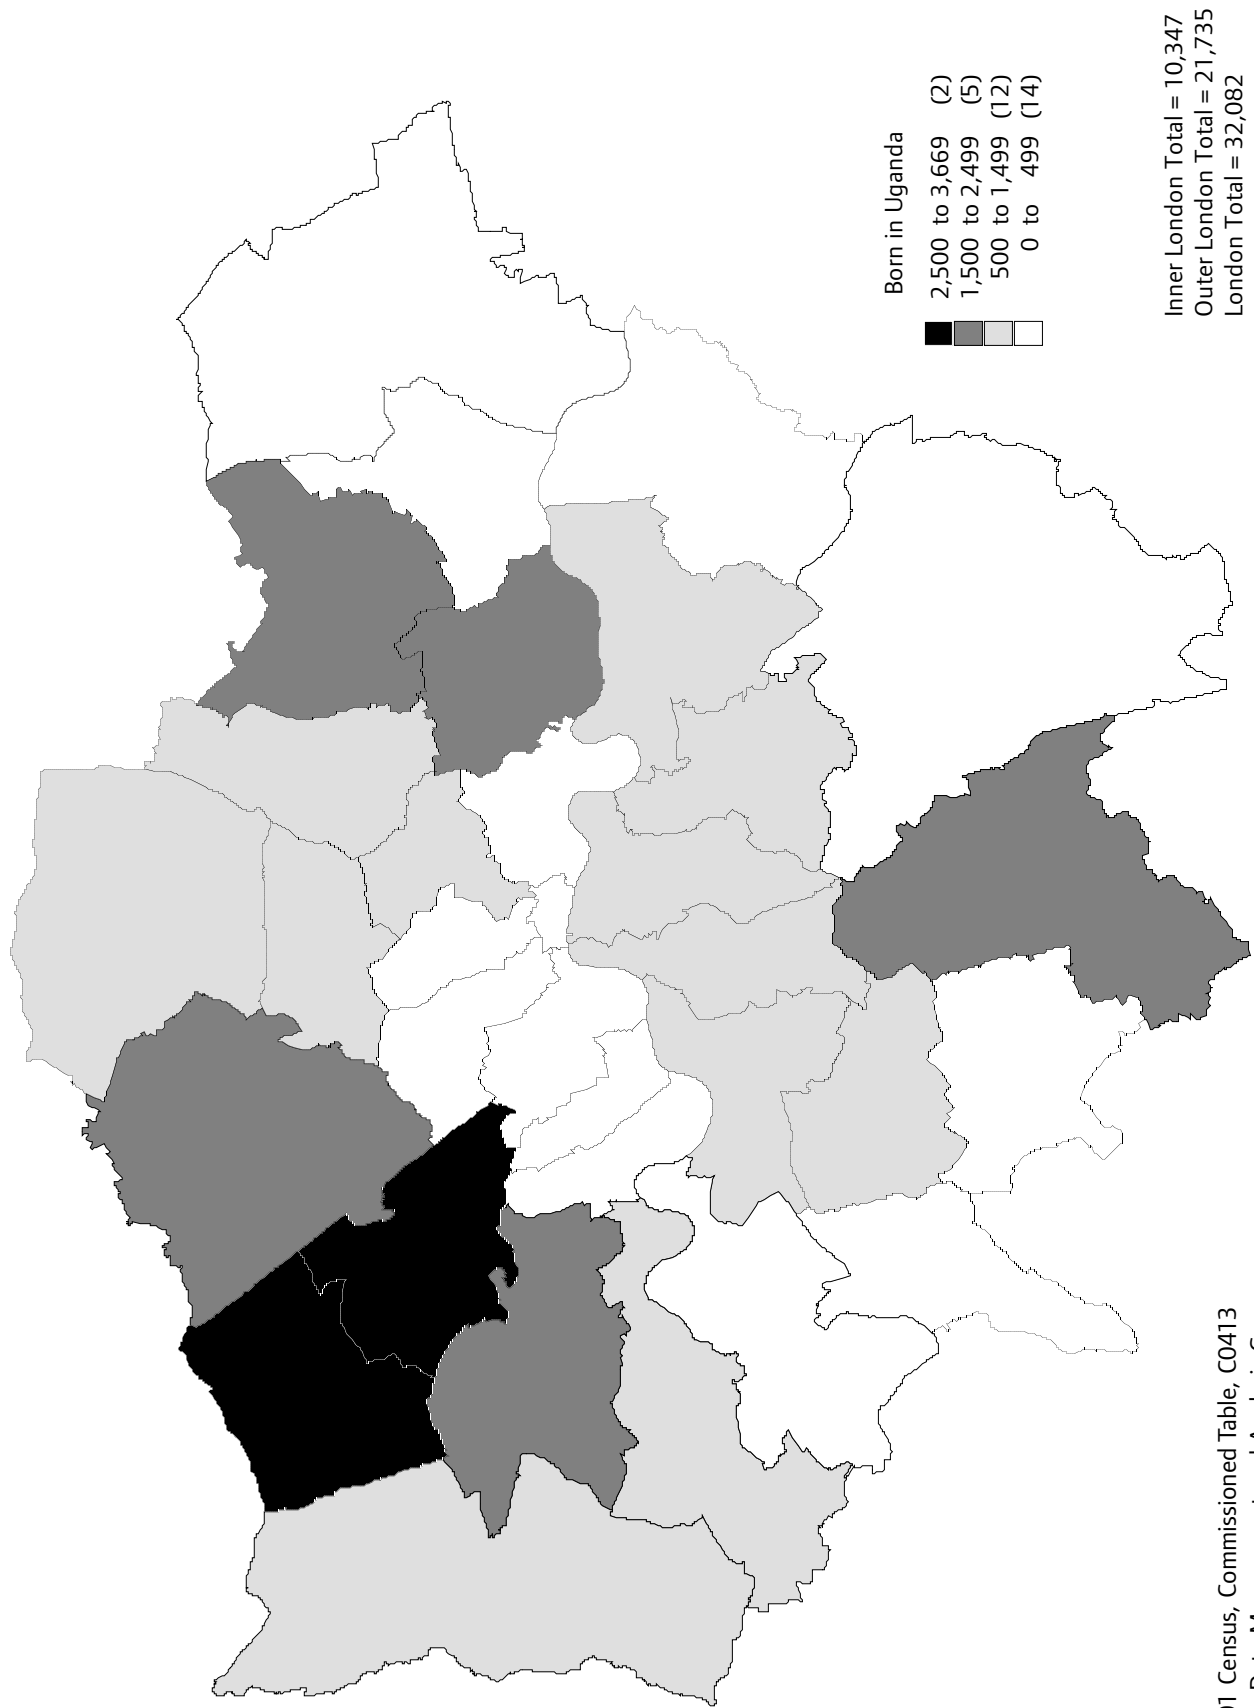 Born in Uganda
2,500 to 3,669 (2)
1,500 to 2,499 (5)
500 to 1,499 (12)
0 to 499 (14)
Inner London Total = 10,347
Outer London Total = 21,735
London Total = 32,082
Census, Commissioned Table, C0413